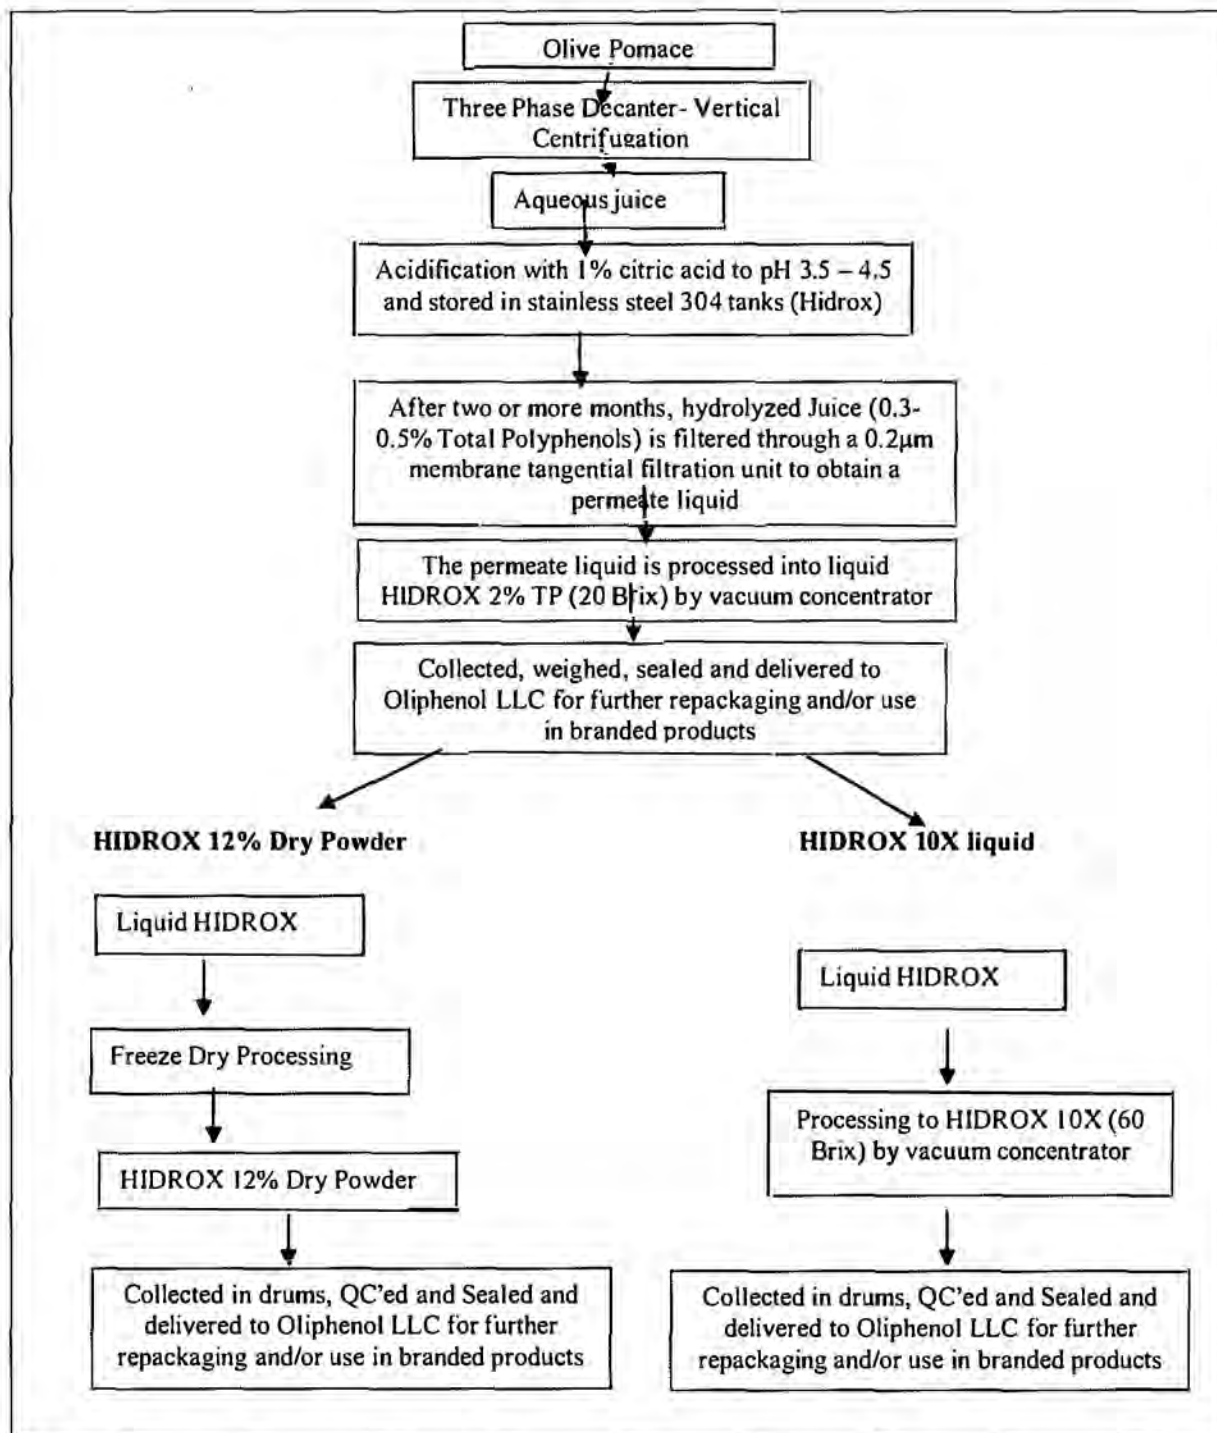 Olive Pomace
Three Phase Decanter- Vertical
Centrifugation
Aqueous juice
Acidification with 1% citric acid to pH 3.5 – 4.5
and stored in stainless steel 304 tanks (Hidrox)
After two or more months, hydrolyzed Juice (0.3-
0.5% Total Polyphenols) is filtered through a 0.2µm
membrane tangential filtration unit to obtain a
permeate liquid
The permeate liquid is processed into liquid
HIDROX 2% TP (20 Brix) by vacuum concentrator
Collected, weighed, sealed and delivered to
Oliphenol LLC for further repackaging and/or use
in branded products
HIDROX 12% Dry Powder
Liquid HIDROX
Freeze Dry Processing
HIDROX 12% Dry Powder
Collected in drums, QC'ed and Sealed and
delivered to Oliphenol LLC for further
repackaging and/or use in branded products
HIDROX 10X liquid
Liquid HIDROX
Processing to HIDROX 10X (60
Brix) by vacuum concentrator
Collected in drums, QC'ed and Sealed and
delivered to Oliphenol LLC for further
repackaging and/or use in branded products